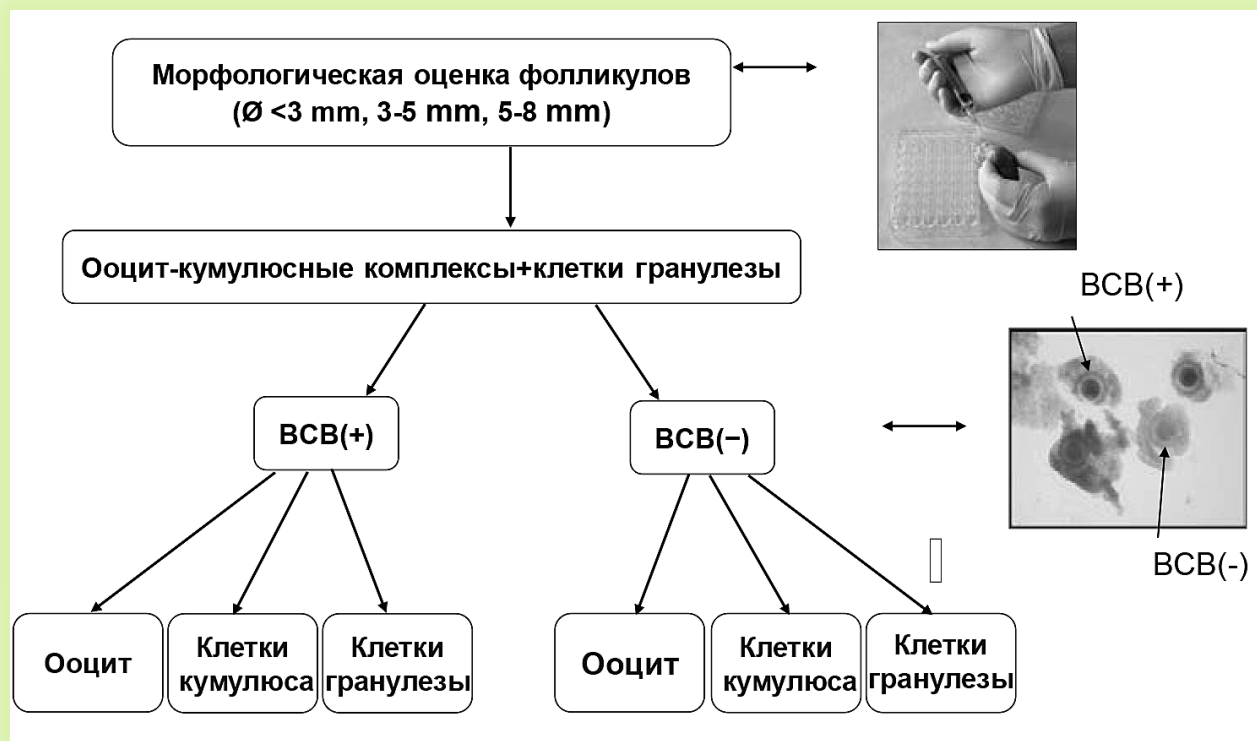 Морфологическая оценка фолликулов
(Ø <3 mm, 3-5 mm, 5-8 mm)
Ооцит-кумулюсные комплексы+клетки гранулезы
BCB(+)
BCB(+)
BCB(−)
BCB(-)
Ооцит
Клетки
кумулюса
Клетки
гранулезы
Ооцит
Клетки
кумулюса
Клетки
гранулезы